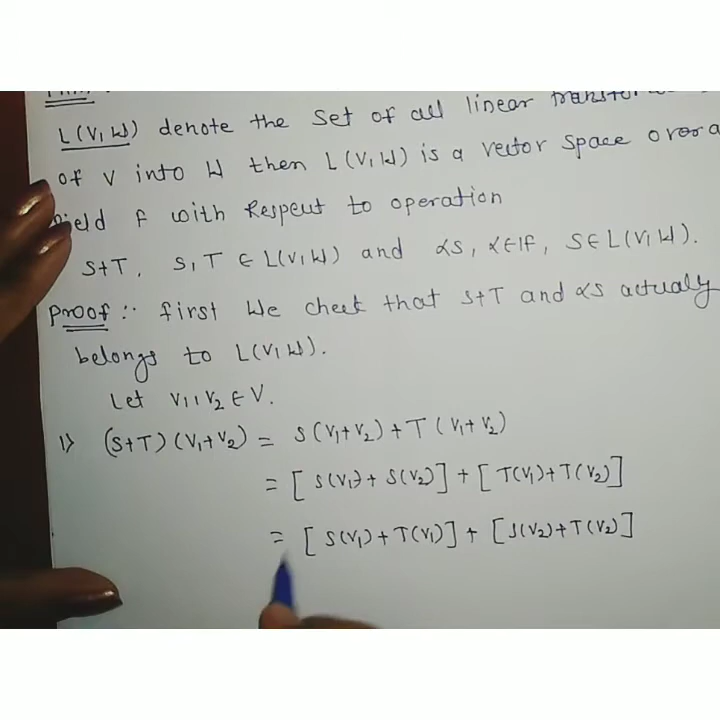 L(V,W) denote the set of all linear
of V into W then L(V,W) is a vector space over a
field F with Respect to operation
S+T, S,T ∈ L(V,W) and αS, α∈F, S∈L(V,W).
Proof :- first We check that S+T and αS actualy
belongs to L(V,W).
Let V1,V2 ∈ V.
1) (S+T)(V1+V2) = S(V1+V2)+T(V1+V2)
= [S(V1)+S(V2)]+[T(V1)+T(V2)]
= [S(V1)+T(V1)]+[S(V2)+T(V2)]